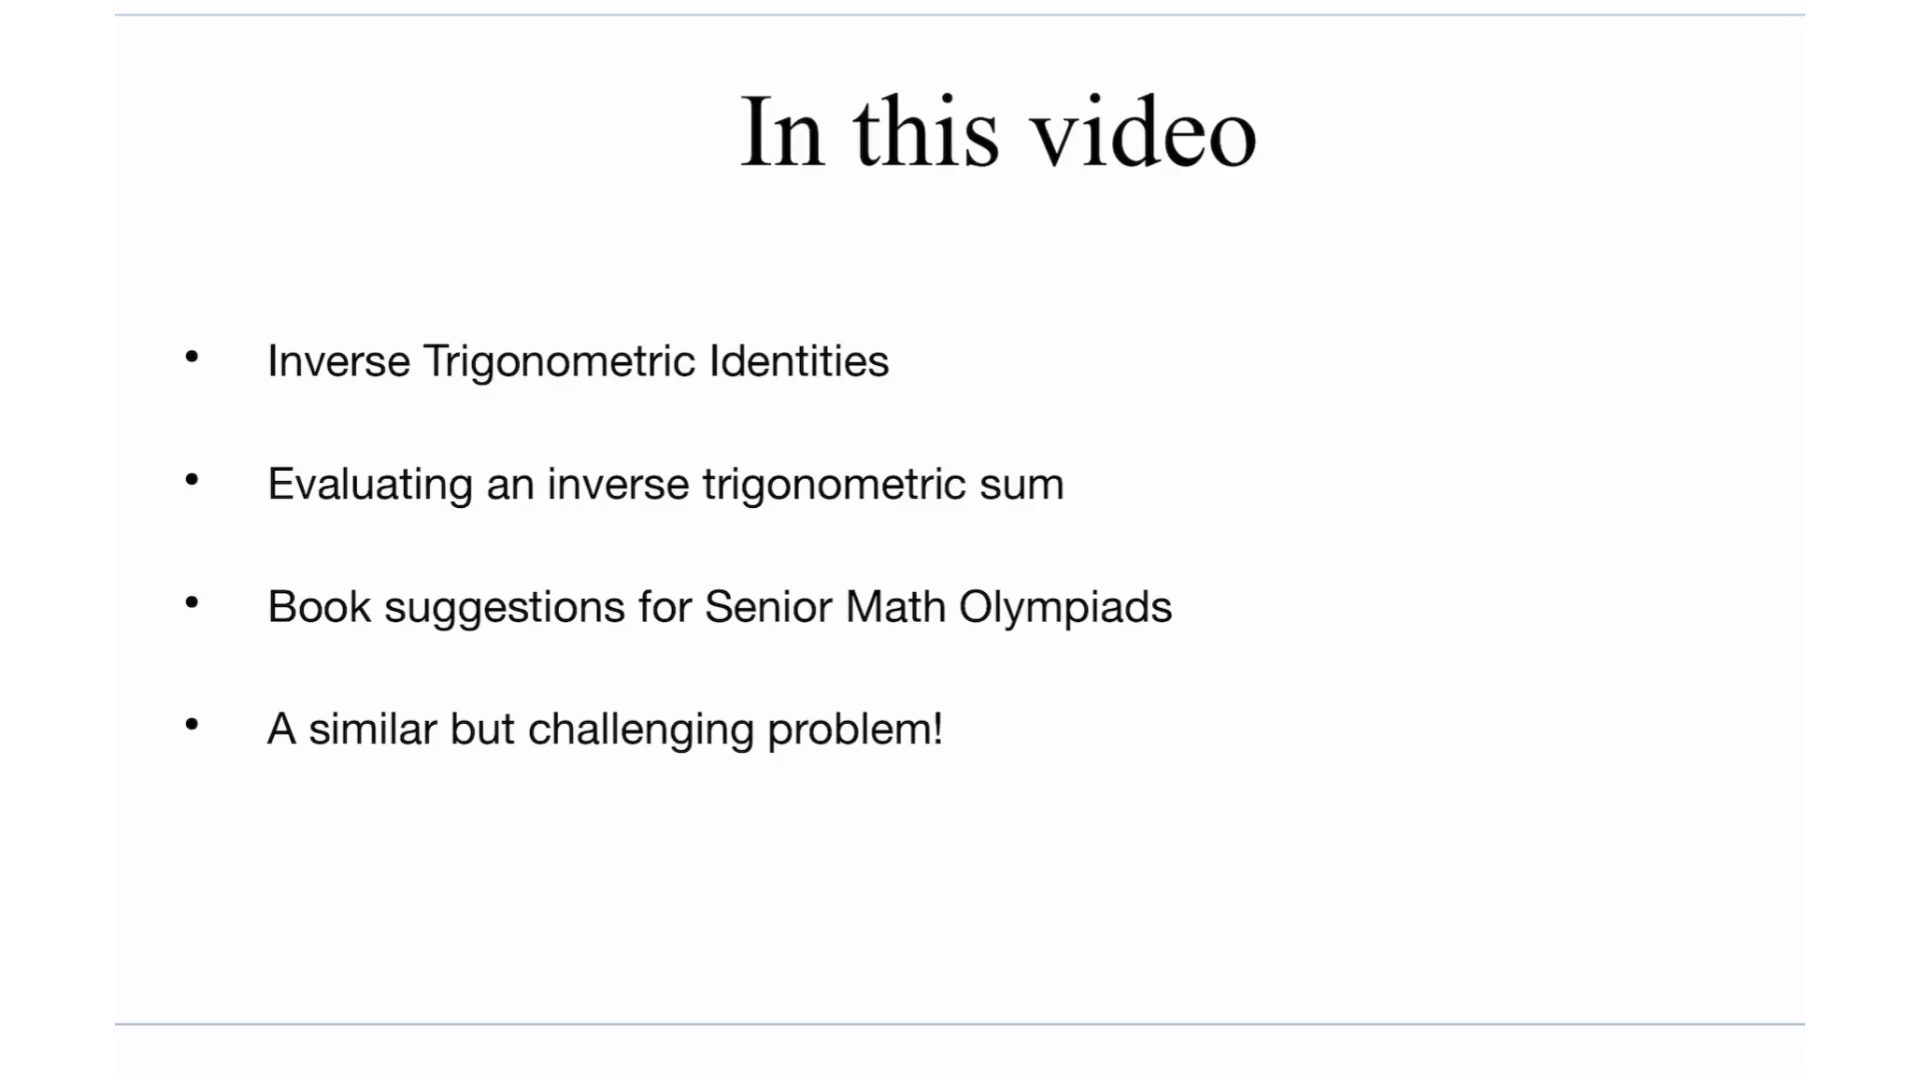 In this video
• Inverse Trigonometric Identities
• Evaluating an inverse trigonometric sum
• Book suggestions for Senior Math Olympiads
• A similar but challenging problem!